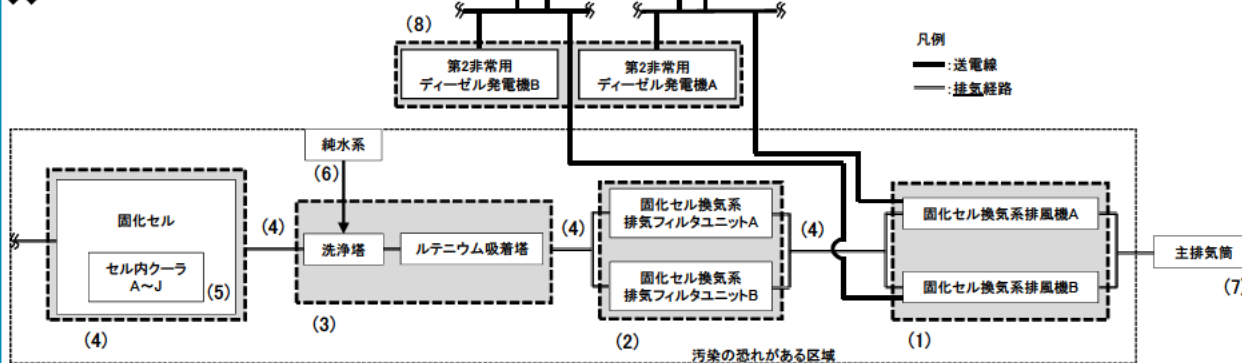 (8)
第2非常用
ディーゼル発電機B
第2非常用
ディーゼル発電機A
凡例
:送電線
:排気経路
純水系
(6)
固化セル
セル内クーラ
A～J
(5)
(4)
(4)
洗浄塔
ルテニウム吸着塔
(3)
(4)
固化セル換気系
排気フィルタユニットA
固化セル換気系
排気フィルタユニットB
(2)
(4)
固化セル換気系排風機A
固化セル換気系排風機B
(1)
主排気筒
(7)
汚染の恐れがある区域